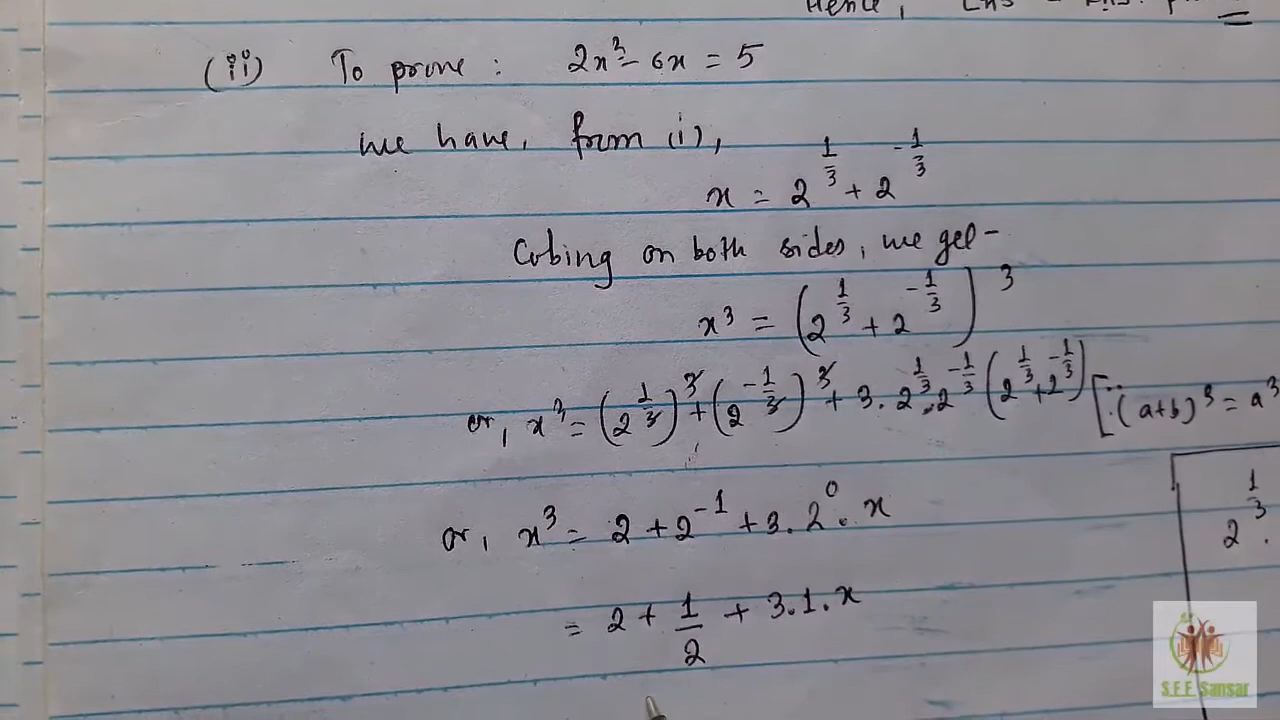 Hence,
(ii) To prove : 2x³ - 6x = 5
We have, from (i),
x = 2^(1/3) + 2^(-1/3)
Cubing on both sides, we get -
x³ = (2^(1/3) + 2^(-1/3))³
or, x³ = (2^(1/3))³ + (2^(-1/3))³ + 3. 2^(1/3) . 2^(-1/3) (2^(1/3) + 2^(-1/3)) [∵ (a+b)³ = a³
or, x³ = 2 + 2^(-1) + 3. 2^0 . x
2^(1/3) .
= 2 + 1/2 + 3.1.x
S.E.E. Sansar